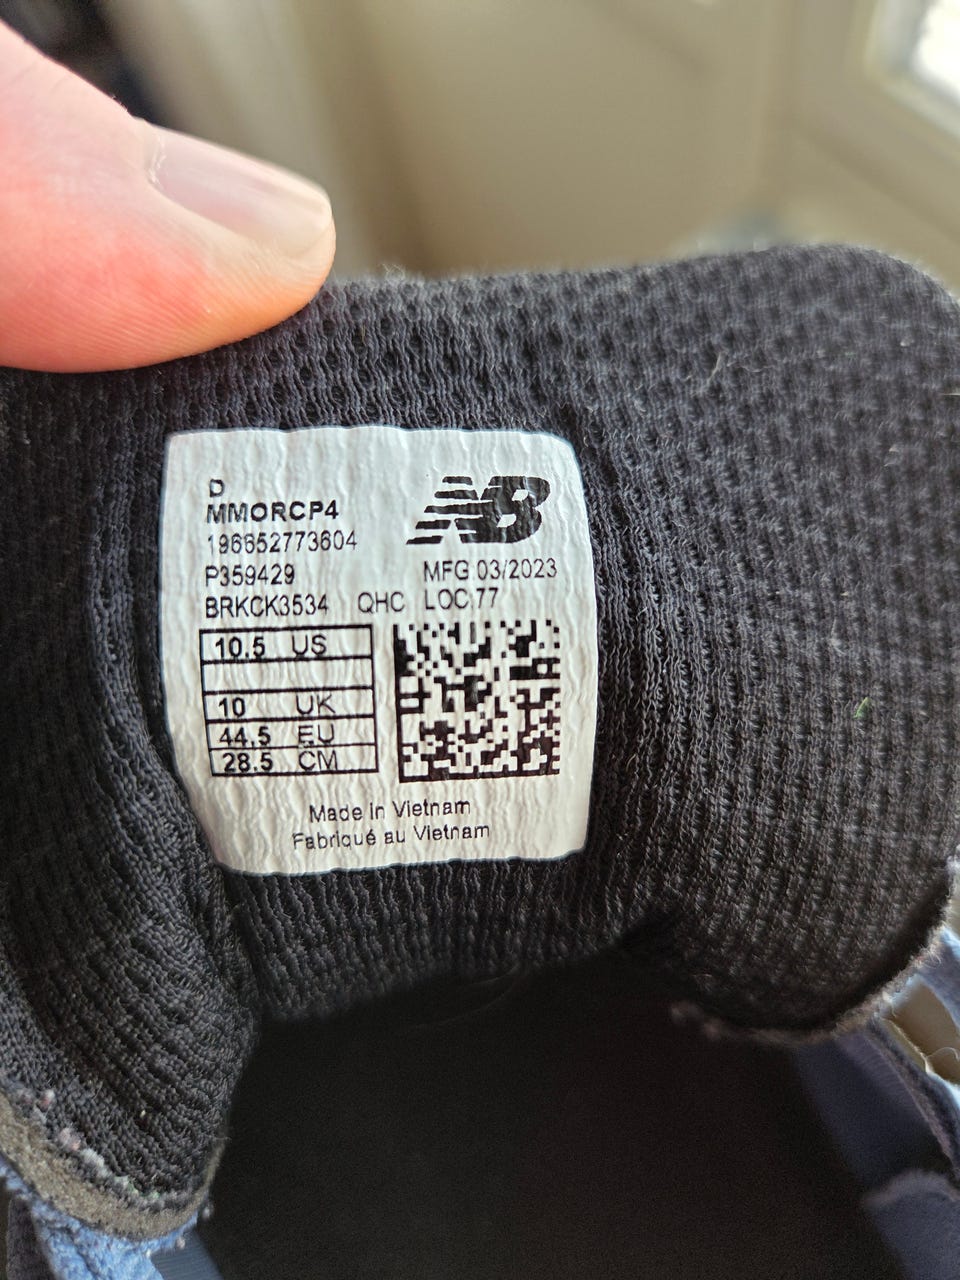 D
MMORCP4
196652773604
P359429 MFG 03/2023
BRKCK3534 QHC LOC 77
NB
10.5 US
10 UK
44.5 EU
28.5 CM
Made in Vietnam
Fabriqué au Vietnam